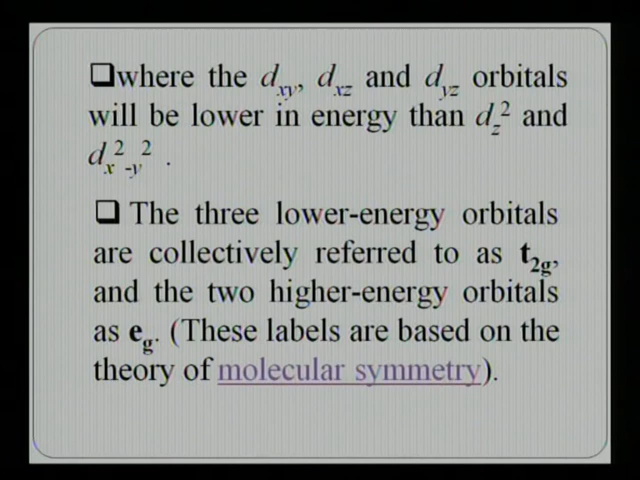 ❑where the dxy, dxz and dyz orbitals
will be lower in energy than dz2 and
dx2-y2 .
❑ The three lower-energy orbitals
are collectively referred to as t2g,
and the two higher-energy orbitals
as eg. (These labels are based on the
theory of molecular symmetry).